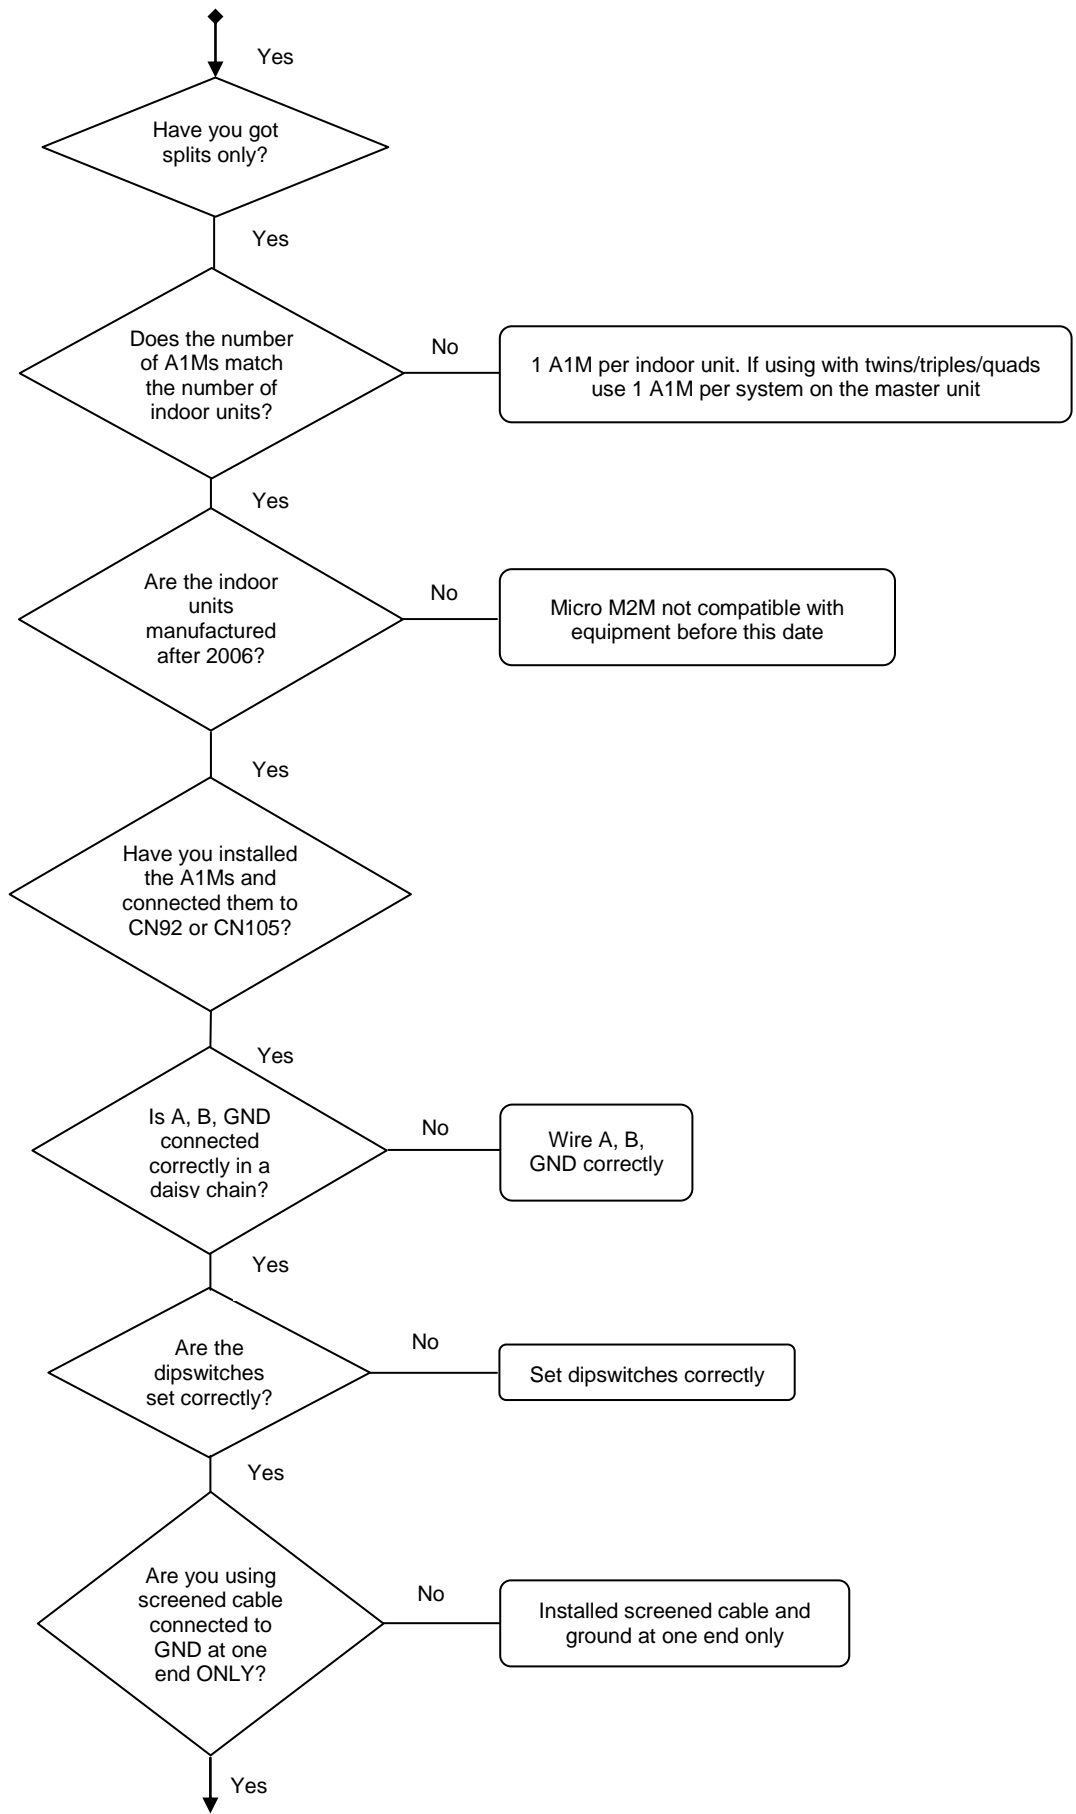 Yes
Have you got
splits only?
Yes
Does the number
of A1Ms match
the number of
indoor units?
No
1 A1M per indoor unit. If using with twins/triples/quads
use 1 A1M per system on the master unit
Yes
Are the indoor
units
manufactured
after 2006?
No
Micro M2M not compatible with
equipment before this date
Yes
Have you installed
the A1Ms and
connected them to
CN92 or CN105?
Yes
Is A, B, GND
connected
correctly in a
daisy chain?
No
Wire A, B,
GND correctly
Yes
Are the
dipswitches
set correctly?
No
Set dipswitches correctly
Yes
Are you using
screened cable
connected to
GND at one
end ONLY?
No
Installed screened cable and
ground at one end only
Yes